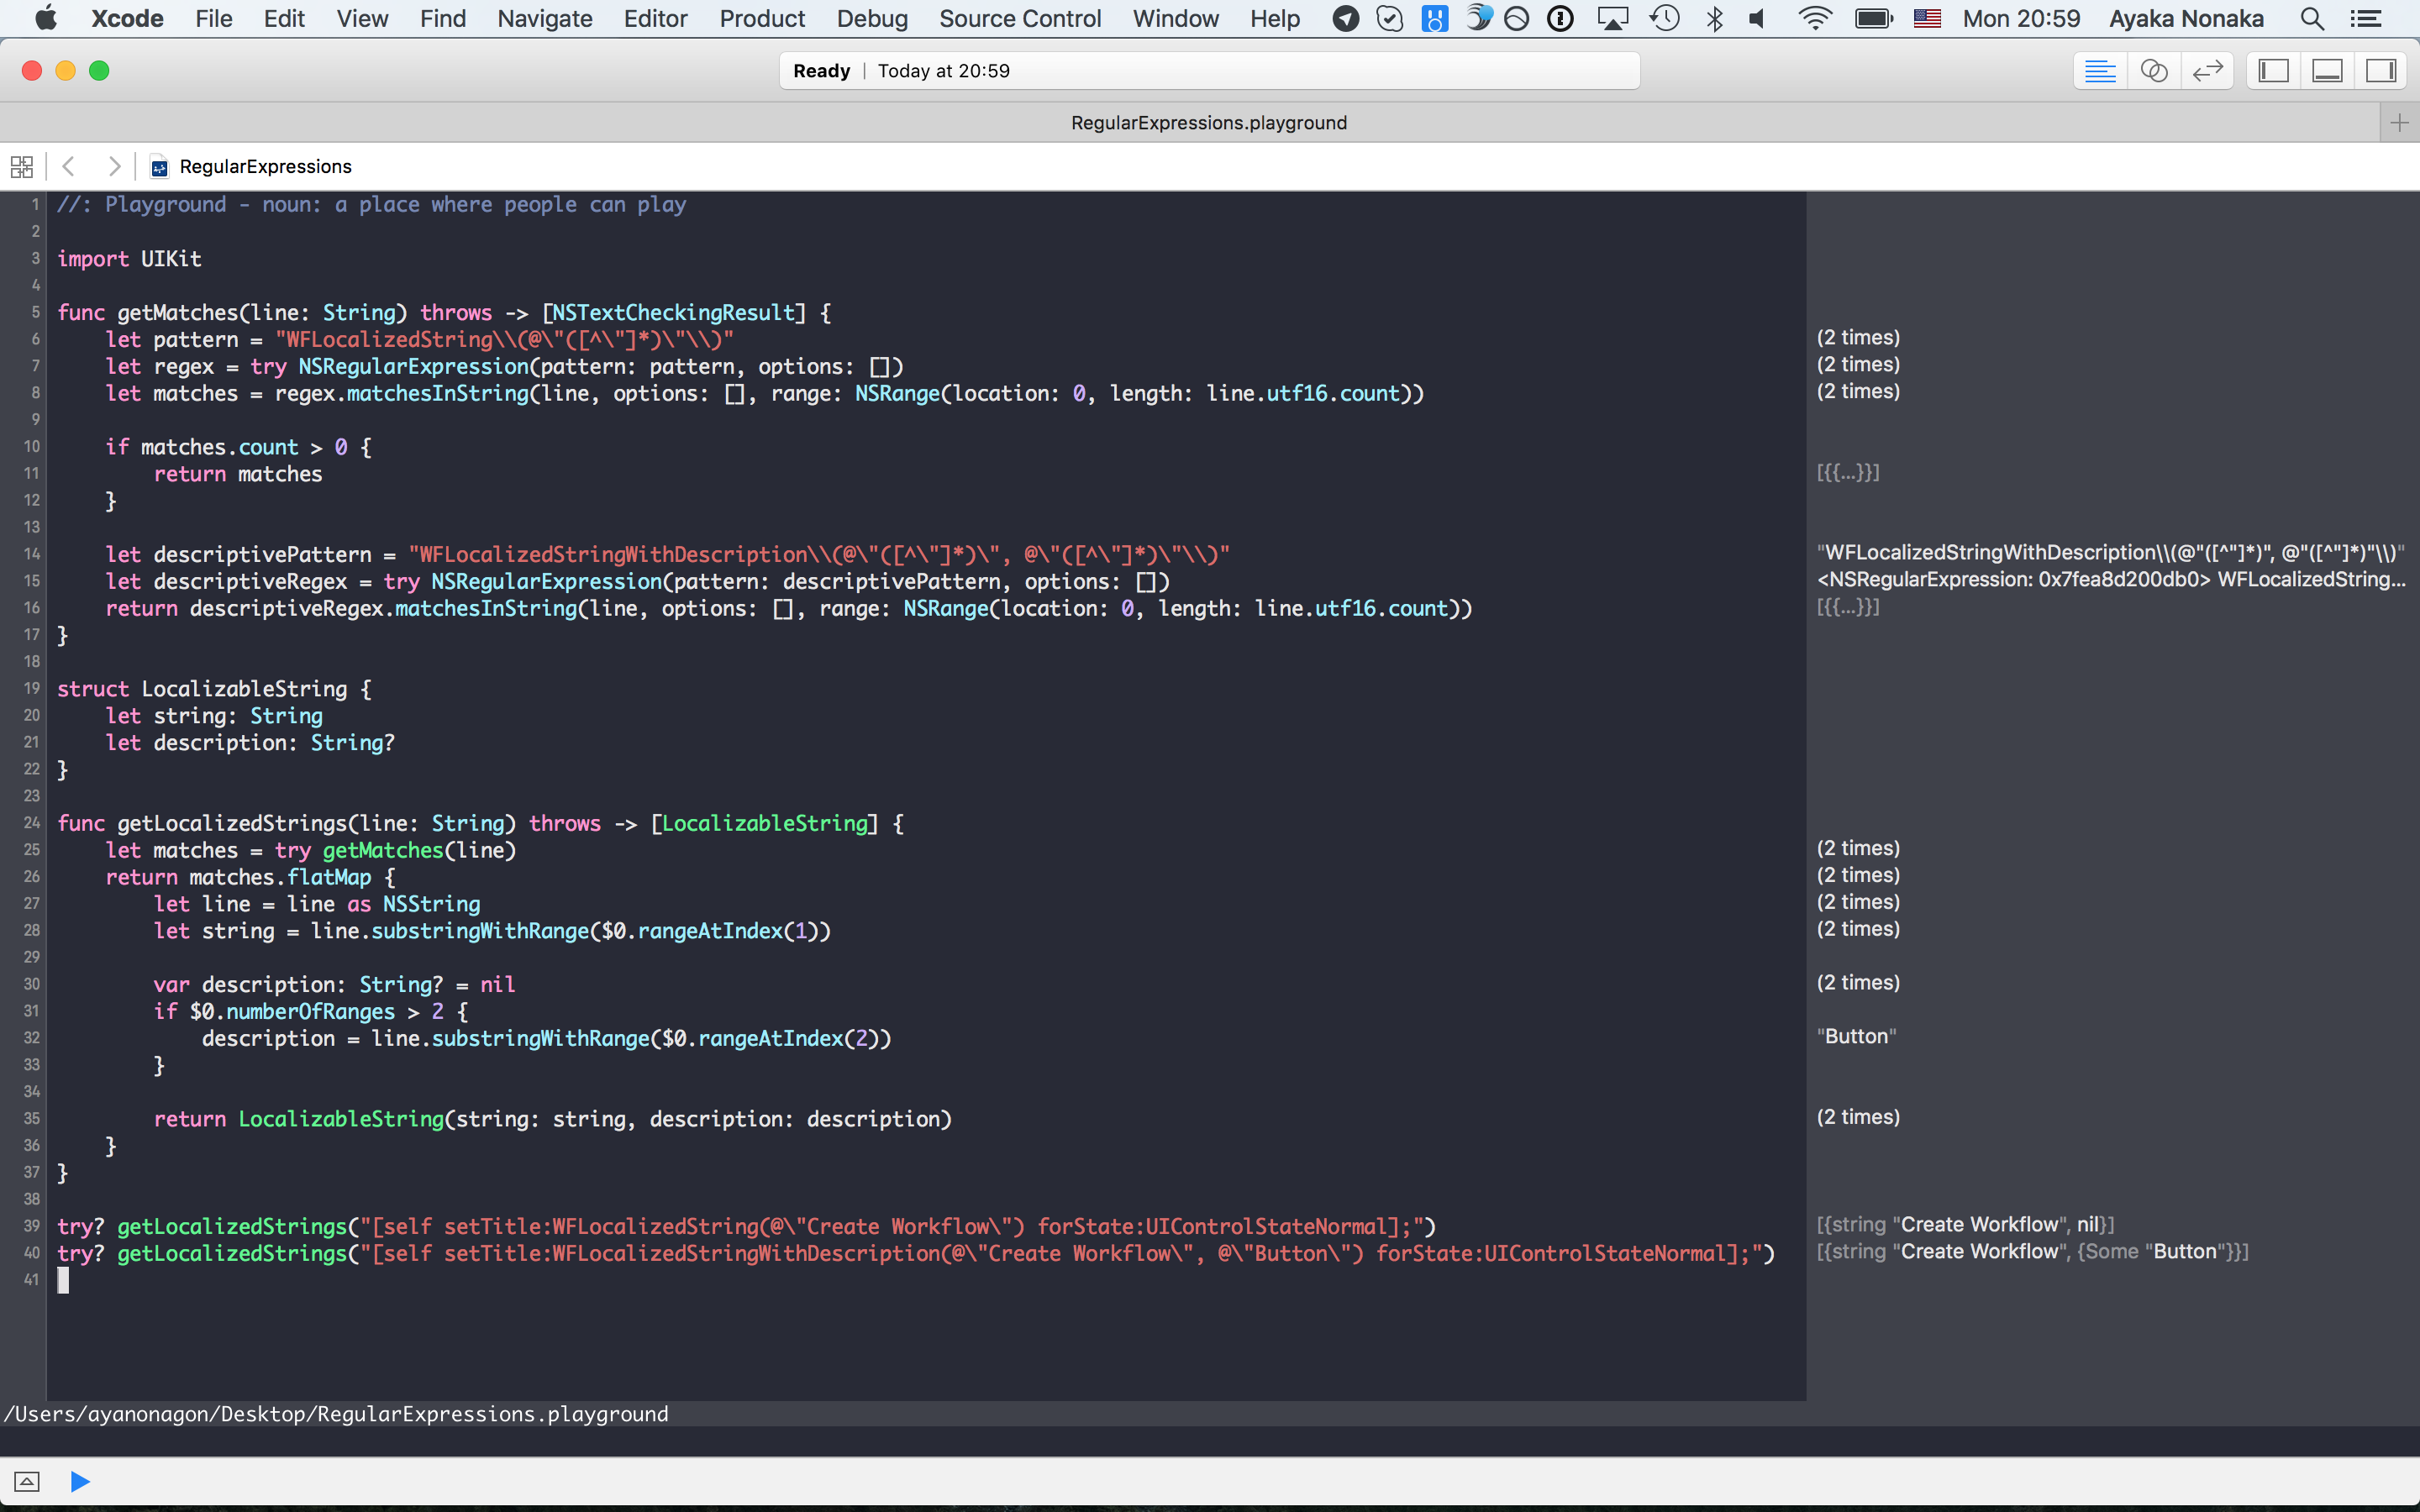 Xcode File Edit View Find Navigate Editor Product Debug Source Control Window Help Mon 20:59 Ayaka Nonaka
Ready | Today at 20:59
RegularExpressions.playground
RegularExpressions
1 //: Playground - noun: a place where people can play
2
3 import UIKit
4
5 func getMatches(line: String) throws -> [NSTextCheckingResult] {
6 let pattern = "WFLocalizedString\\(@\"([^\"]*)\"\\)" (2 times)
7 let regex = try NSRegularExpression(pattern: pattern, options: []) (2 times)
8 let matches = regex.matchesInString(line, options: [], range: NSRange(location: 0, length: line.utf16.count)) (2 times)
9
10 if matches.count > 0 {
11 return matches [{{...}}]
12 }
13
14 let descriptivePattern = "WFLocalizedStringWithDescription\\(@\"([^\"]*)\", @\"([^\"]*)\"\\)" "WFLocalizedStringWithDescription\\(@"([^"]*)", @"([^"]*)"\\)"
15 let descriptiveRegex = try NSRegularExpression(pattern: descriptivePattern, options: []) <NSRegularExpression: 0x7fea8d200db0> WFLocalizedString...
16 return descriptiveRegex.matchesInString(line, options: [], range: NSRange(location: 0, length: line.utf16.count)) [{{...}}]
17 }
18
19 struct LocalizableString {
20 let string: String
21 let description: String?
22 }
23
24 func getLocalizedStrings(line: String) throws -> [LocalizableString] {
25 let matches = try getMatches(line) (2 times)
26 return matches.flatMap { (2 times)
27 let line = line as NSString (2 times)
28 let string = line.substringWithRange($0.rangeAtIndex(1)) (2 times)
29
30 var description: String? = nil (2 times)
31 if $0.numberOfRanges > 2 {
32 description = line.substringWithRange($0.rangeAtIndex(2)) "Button"
33 }
34
35 return LocalizableString(string: string, description: description) (2 times)
36 }
37 }
38
39 try? getLocalizedStrings("[self setTitle:WFLocalizedString(@\"Create Workflow\") forState:UIControlStateNormal];") [{string "Create Workflow", nil}]
40 try? getLocalizedStrings("[self setTitle:WFLocalizedStringWithDescription(@\"Create Workflow\", @\"Button\") forState:UIControlStateNormal];") [{string "Create Workflow", {Some "Button"}}]
41
/Users/ayanonagon/Desktop/RegularExpressions.playground